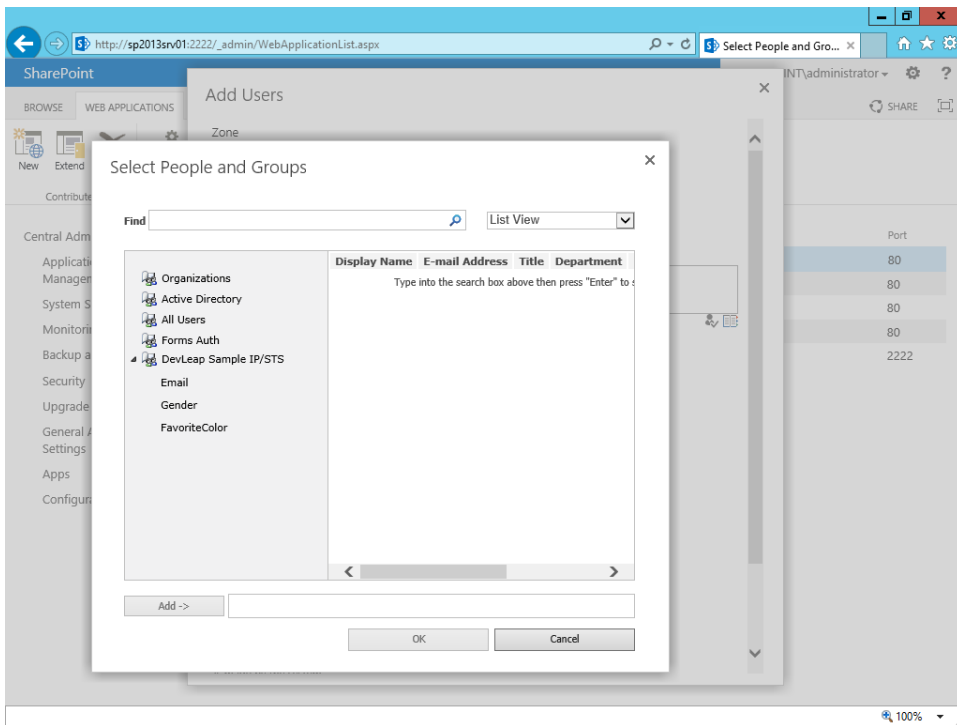 http://sp2013srv01:2222/_admin/WebApplicationList.aspx
Select People and Gro...
SharePoint
INT\administrator
?
BROWSE WEB APPLICATIONS
Add Users
SHARE
Zone
New Extend
Contribute
Select People and Groups
Find
List View
Central Adm
Port
Applicati
Manager
System S
Monitori
Backup a
Security
Upgrade
General A
Settings
Apps
Configura
Organizations
Active Directory
All Users
Forms Auth
DevLeap Sample IP/STS
Email
Gender
FavoriteColor
Display Name E-mail Address Title Department
Type into the search box above then press "Enter" to s
80
80
80
80
2222
Add ->
OK Cancel
100%